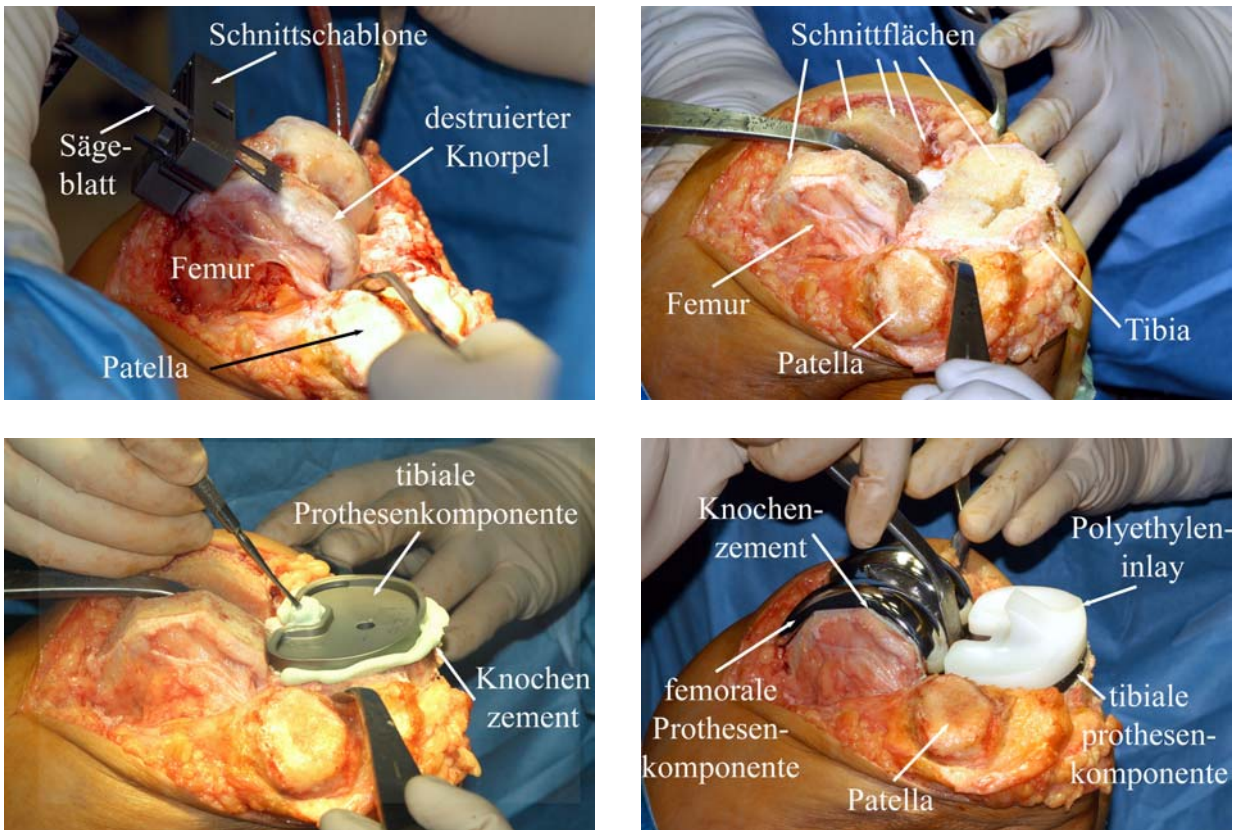 Schnittschablone
Säge-
blatt
destruierter
Knorpel
Femur
Patella
Schnittflächen
Femur
Patella
Tibia
tibiale
Prothesenkomponente
Knochen
zement
Knochen-
zement
Polyethylen-
inlay
femorale
Prothesen-
komponente
Patella
tibiale
prothesen-
komponente